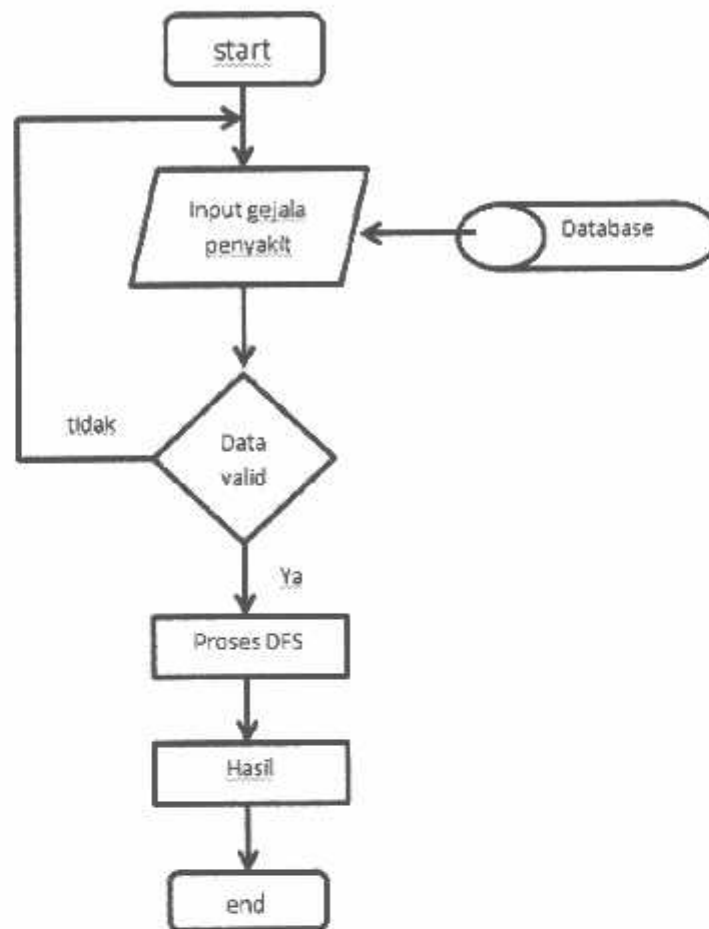 start
Input gejala
penyakit
Database
tidak
Data
valid
Ya
Proses DFS
Hasil
end